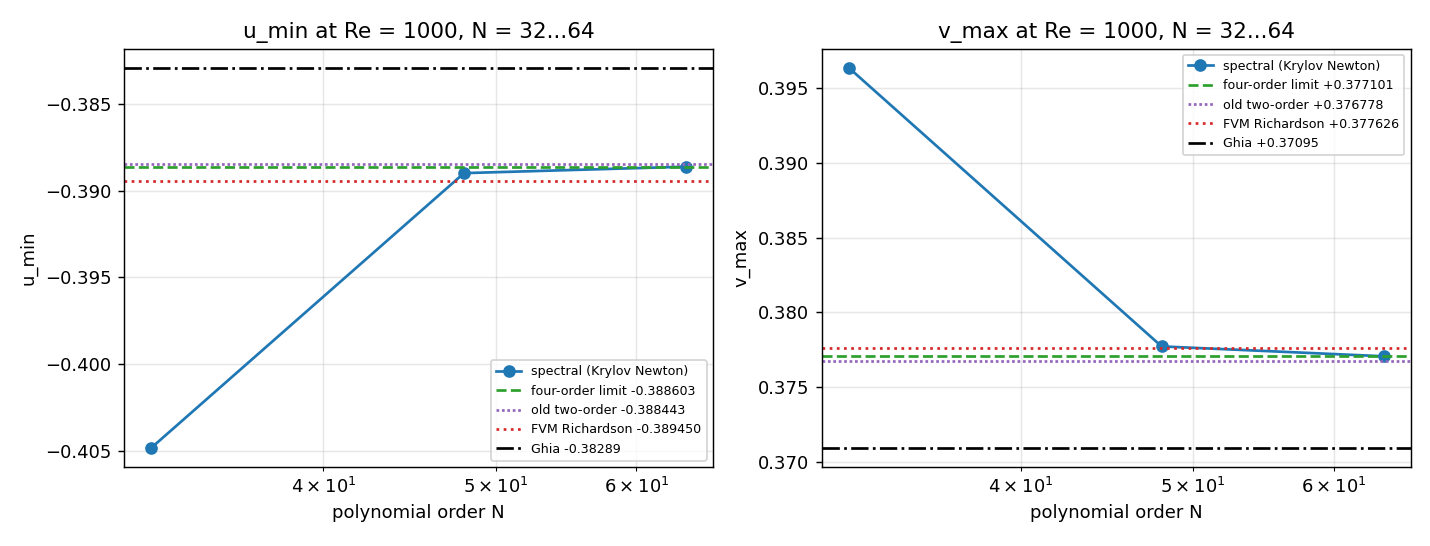 u_min at Re = 1000, N = 32...64
−0.385
−0.390
−0.395
−0.400
−0.405
u_min
4 × 10¹
5 × 10¹
6 × 10¹
polynomial order N
spectral (Krylov Newton)
four-order limit -0.388603
old two-order -0.388443
FVM Richardson -0.389450
Ghia -0.38289
v_max at Re = 1000, N = 32...64
0.395
0.390
0.385
0.380
0.375
0.370
v_max
4 × 10¹
5 × 10¹
6 × 10¹
polynomial order N
spectral (Krylov Newton)
four-order limit +0.377101
old two-order +0.376778
FVM Richardson +0.377626
Ghia +0.37095